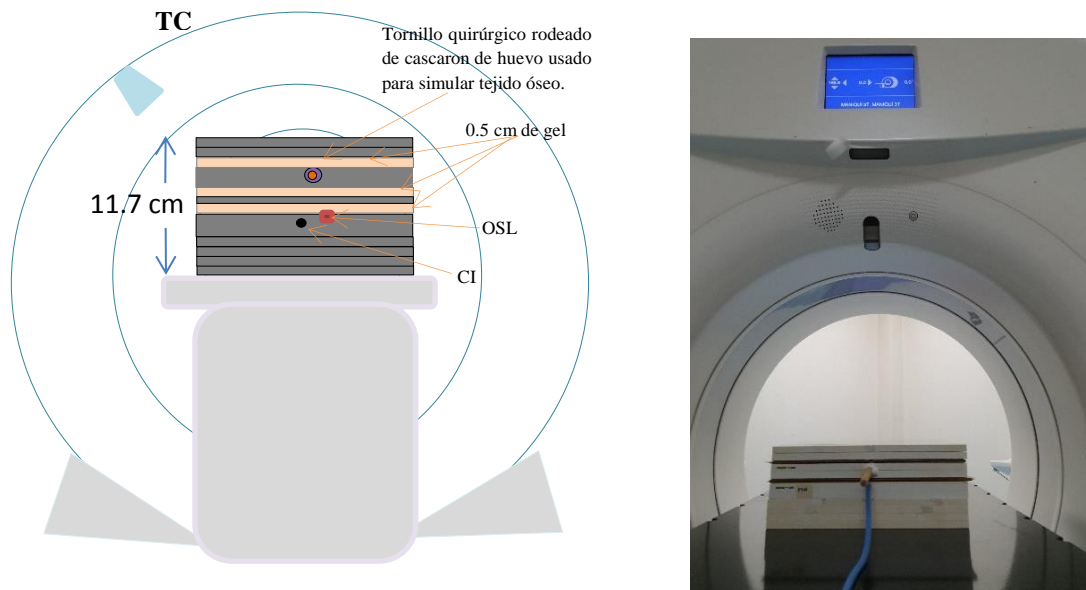 TC
Tornillo quirúrgico rodeado
de cascaron de huevo usado
para simular tejido óseo.
0.5 cm de gel
11.7 cm
OSL
CI